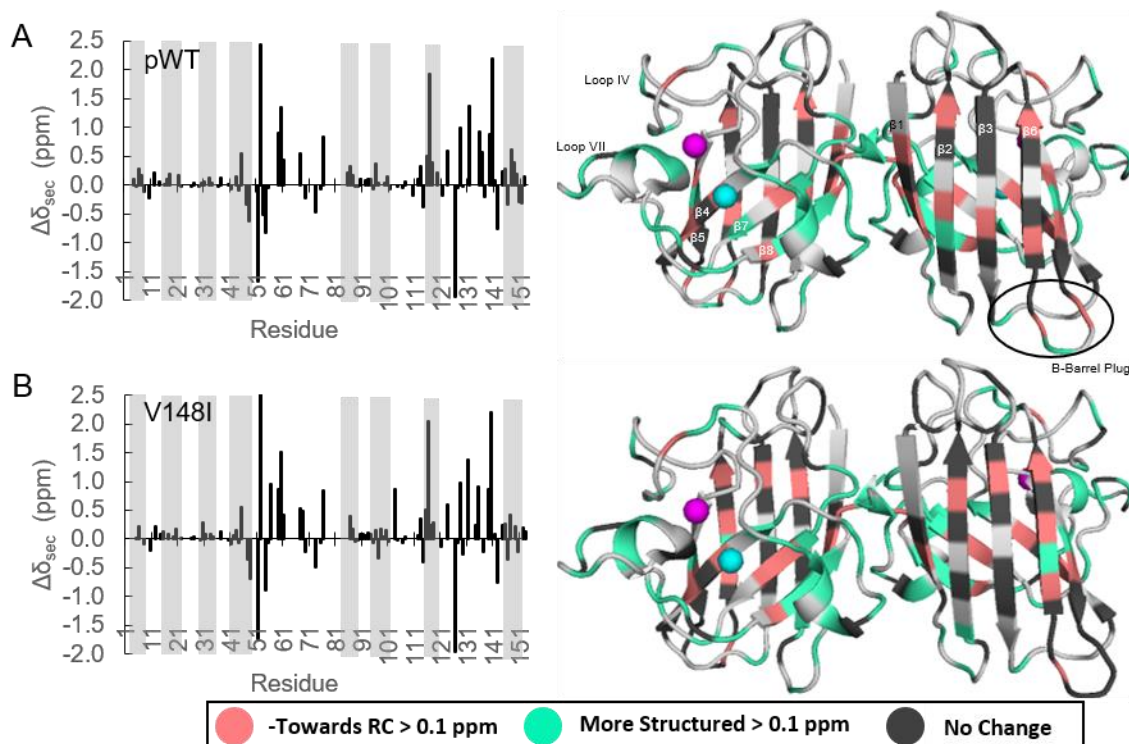 A
pWT
Δδsec (ppm)
2.5
2.0
1.5
1.0
0.5
0.0
-0.5
-1.0
-1.5
-2.0
1 11 21 31 41 51 61 71 81 91 101 111 121 131 141 151
Residue
Loop IV
Loop VII
β1
β2
β3
β6
β4
β5
β7
β8
B-Barrel Plug
B
V148I
Δδsec (ppm)
2.5
2.0
1.5
1.0
0.5
0.0
-0.5
-1.0
-1.5
-2.0
1 11 21 31 41 51 61 71 81 91 101 111 121 131 141 151
Residue
-Towards RC > 0.1 ppm More Structured > 0.1 ppm No Change